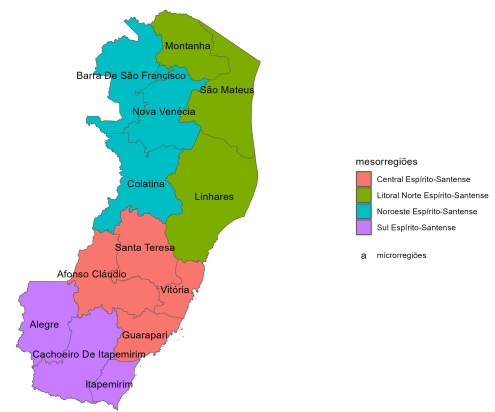 Montanha
Barra De São Francisco
São Mateus
Nova Venécia
Colatina
Linhares
Santa Teresa
Afonso Cláudio
Vitória
Alegre
Guarapari
Cachoeiro De Itapemirim
Itapemirim
mesorregiões
Central Espírito-Santense
Litoral Norte Espírito-Santense
Noroeste Espírito-Santense
Sul Espírito-Santense
a microrregiões